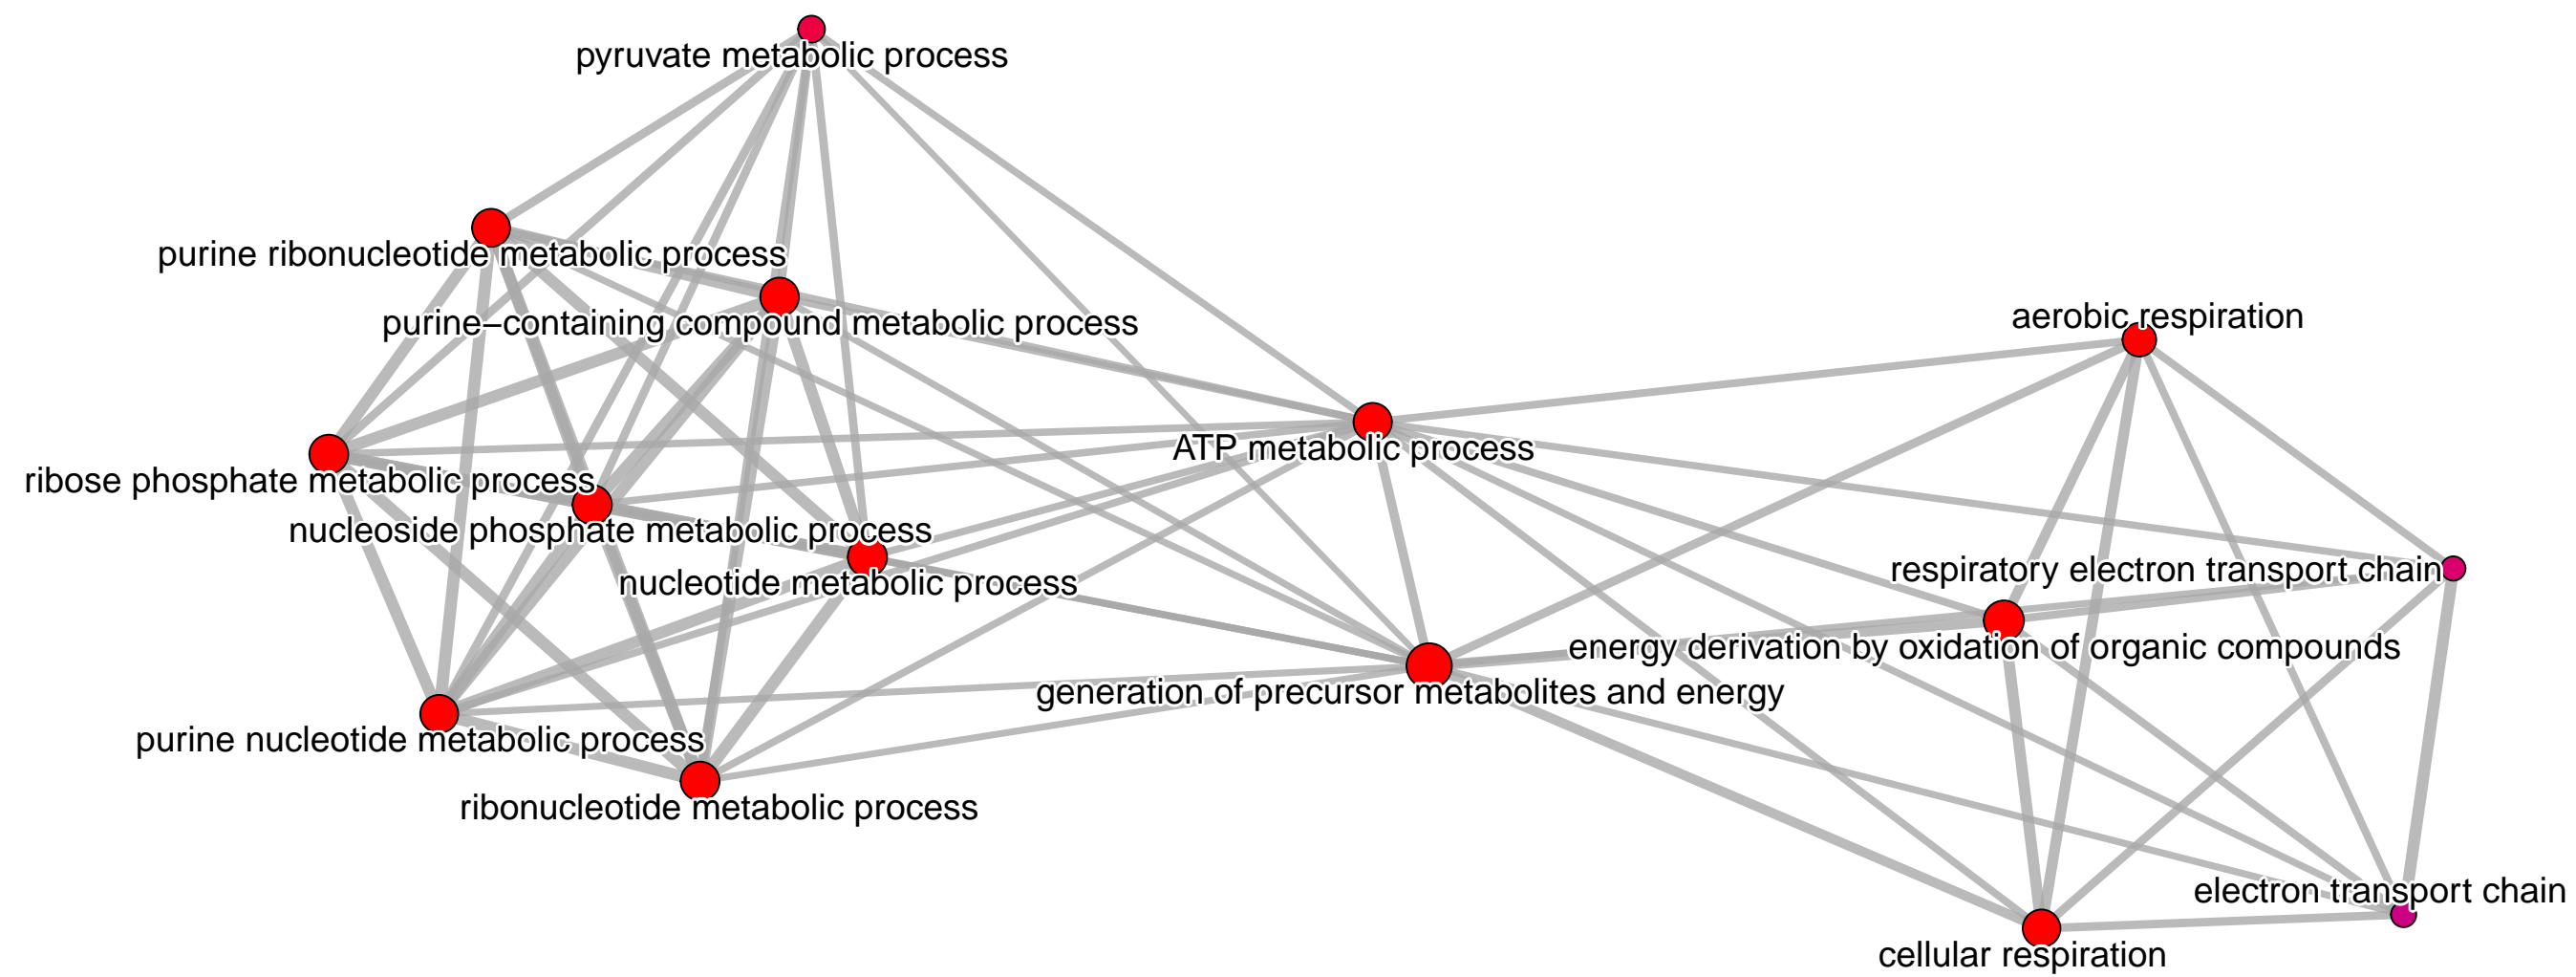 pyruvate metabolic process
purine ribonucleotide metabolic process
purine−containing compound metabolic process
aerobic respiration
ATP metabolic process
ribose phosphate metabolic process
nucleoside phosphate metabolic process
respiratory electron transport chain
nucleotide metabolic process
energy derivation by oxidation of organic compounds
generation of precursor metabolites and energy
purine nucleotide metabolic process
ribonucleotide metabolic process
electron transport chain
cellular respiration